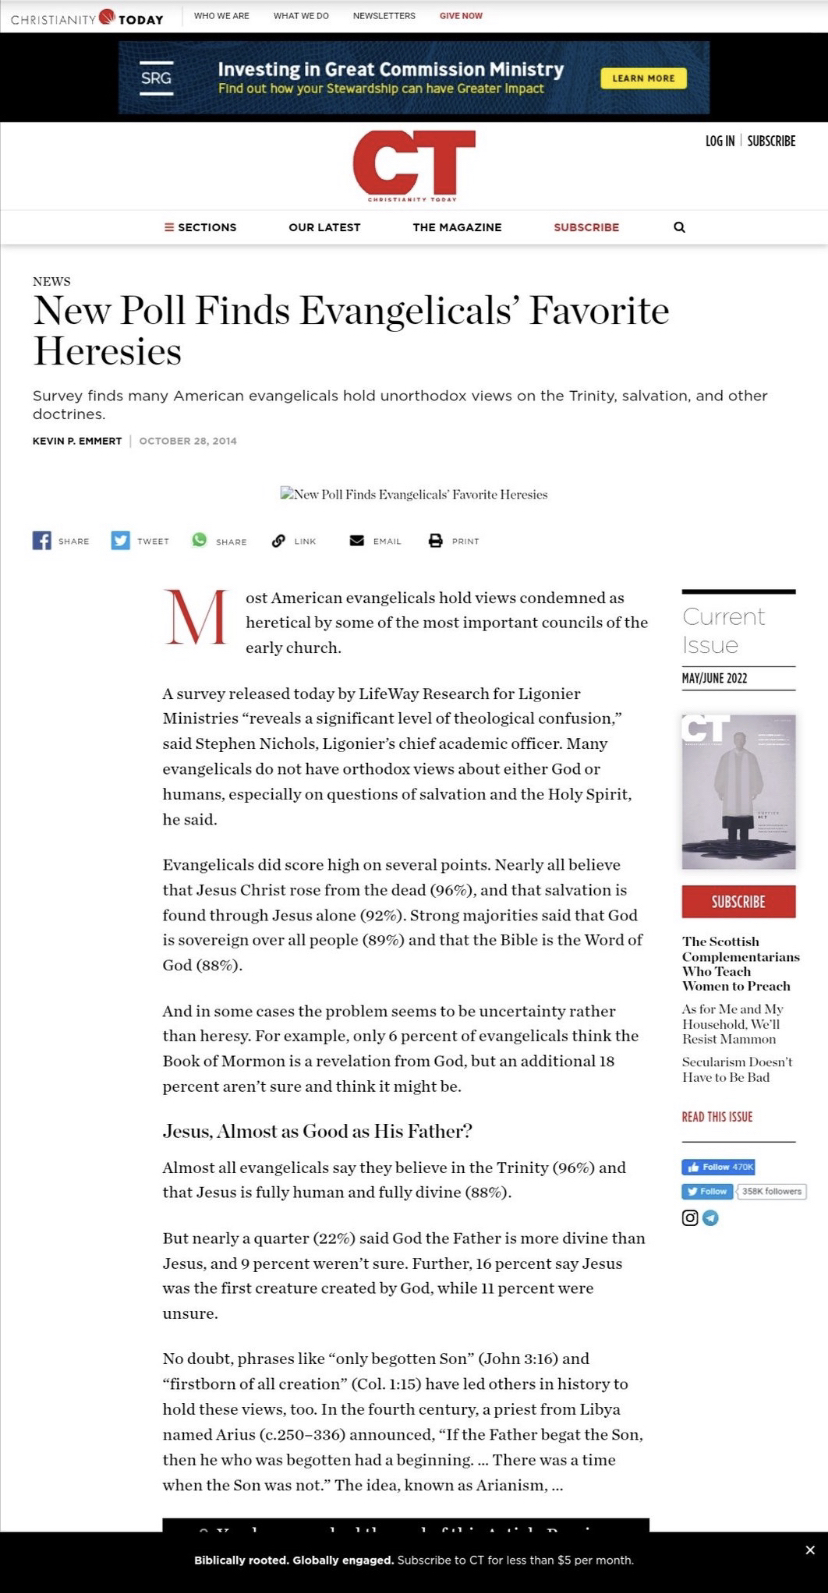 CHRISTIANITY TODAY
WHO WE ARE
WHAT WE DO
NEWSLETTERS
GIVE NOW
SRG
Investing in Great Commission Ministry
Find out how your Stewardship can have Greater Impact
LEARN MORE
CT
CHRISTIANITY TODAY
LOG IN | SUBSCRIBE
SECTIONS
OUR LATEST
THE MAGAZINE
SUBSCRIBE
NEWS
New Poll Finds Evangelicals’ Favorite
Heresies
Survey finds many American evangelicals hold unorthodox views on the Trinity, salvation, and other
doctrines.
KEVIN P. EMMERT | OCTOBER 28, 2014
New Poll Finds Evangelicals’ Favorite Heresies
SHARE
TWEET
SHARE
LINK
EMAIL
PRINT
Most American evangelicals hold views condemned as
heretical by some of the most important councils of the
early church.
A survey released today by LifeWay Research for Ligonier
Ministries “reveals a significant level of theological confusion,”
said Stephen Nichols, Ligonier’s chief academic officer. Many
evangelicals do not have orthodox views about either God or
humans, especially on questions of salvation and the Holy Spirit,
he said.
Evangelicals did score high on several points. Nearly all believe
that Jesus Christ rose from the dead (96%), and that salvation is
found through Jesus alone (92%). Strong majorities said that God
is sovereign over all people (89%) and that the Bible is the Word of
God (88%).
And in some cases the problem seems to be uncertainty rather
than heresy. For example, only 6 percent of evangelicals think the
Book of Mormon is a revelation from God, but an additional 18
percent aren’t sure and think it might be.
Jesus, Almost as Good as His Father?
Almost all evangelicals say they believe in the Trinity (96%) and
that Jesus is fully human and fully divine (88%).
But nearly a quarter (22%) said God the Father is more divine than
Jesus, and 9 percent weren’t sure. Further, 16 percent say Jesus
was the first creature created by God, while 11 percent were
unsure.
No doubt, phrases like “only begotten Son” (John 3:16) and
“firstborn of all creation” (Col. 1:15) have led others in history to
hold these views, too. In the fourth century, a priest from Libya
named Arius (c.250–336) announced, “If the Father begat the Son,
then he who was begotten had a beginning. ... There was a time
when the Son was not.” The idea, known as Arianism, ...
Current
Issue
MAY/JUNE 2022
CT
SUBSCRIBE
The Scottish
Complementarians
Who Teach
Women to Preach
As for Me and My
Household, We’ll
Resist Mammon
Secularism Doesn’t
Have to Be Bad
READ THIS ISSUE
Follow 470K
Follow
358K followers
Biblically rooted. Globally engaged. Subscribe to CT for less than $5 per month.